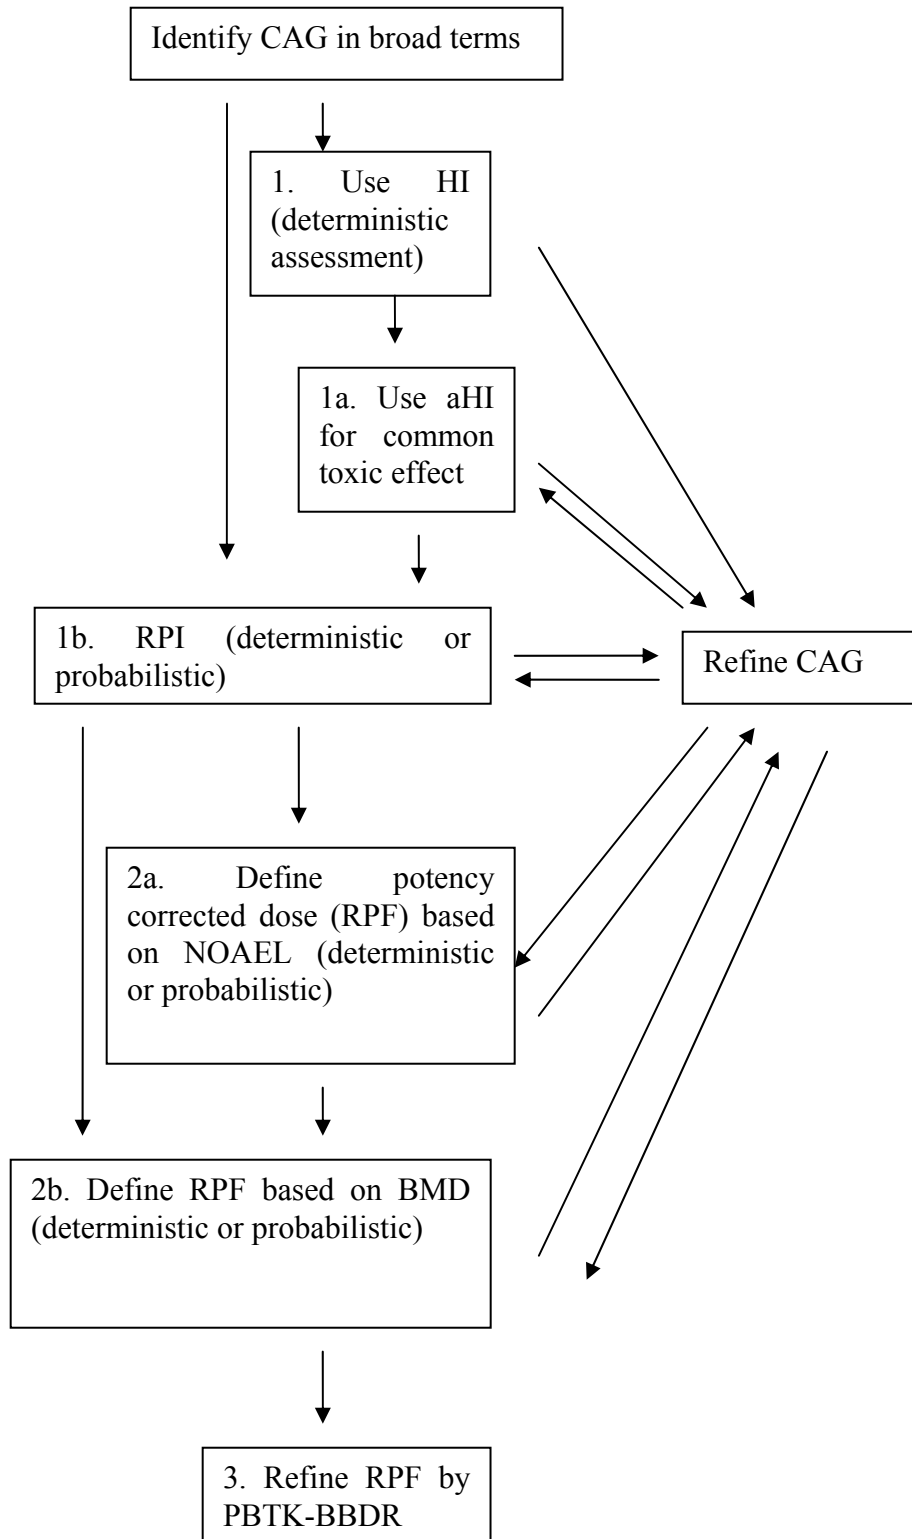 Identify CAG in broad terms
1. Use HI
(deterministic
assessment)
1a. Use aHI
for common
toxic effect
1b. RPI (deterministic or
probabilistic)
Refine CAG
2a. Define potency
corrected dose (RPF) based
on NOAEL (deterministic
or probabilistic)
2b. Define RPF based on BMD
(deterministic or probabilistic)
3. Refine RPF by
PBTK-BBDR